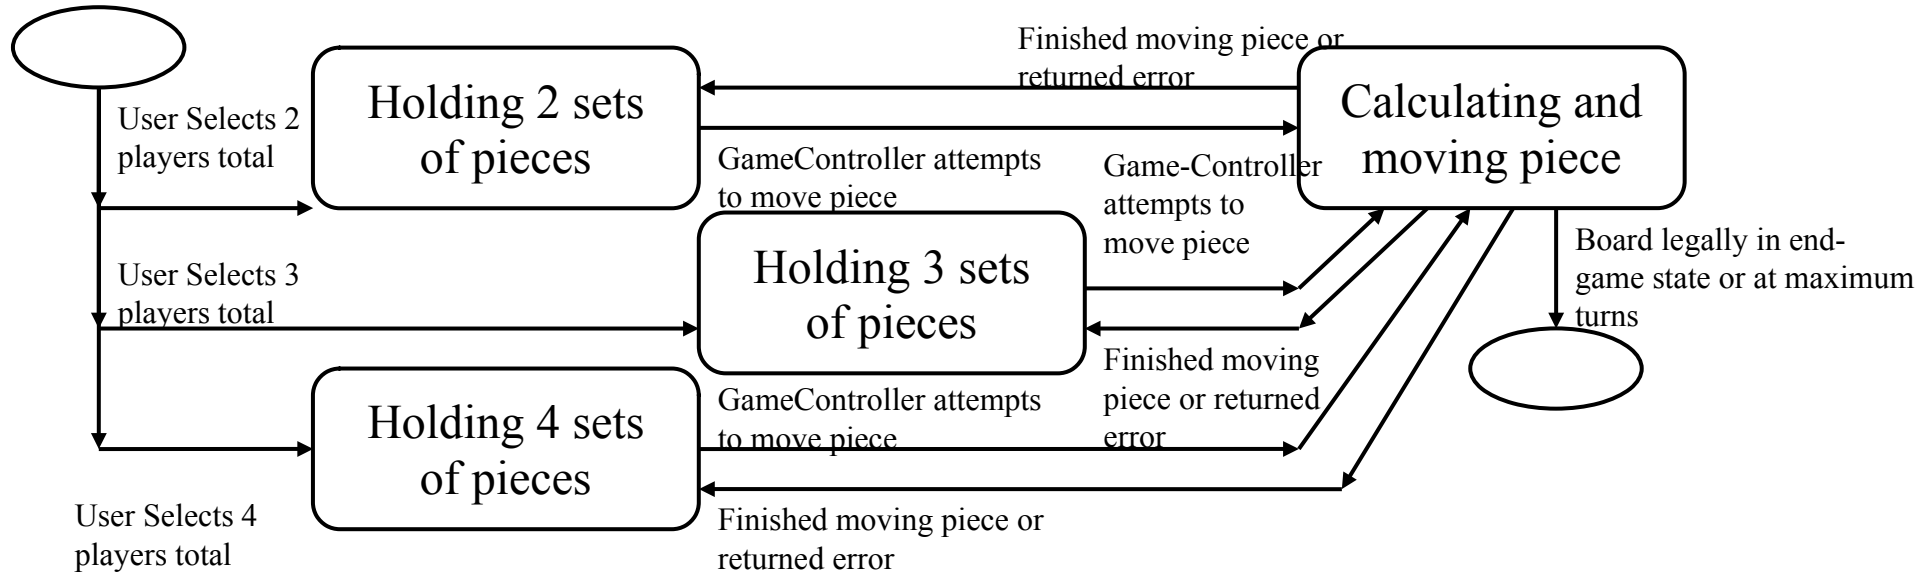 Finished moving piece or
returned error
Holding 2 sets
of pieces
Calculating and
moving piece
User Selects 2
players total
GameController attempts
to move piece
Game-Controller
attempts to
move piece
Board legally in end-
game state or at maximum
turns
User Selects 3
players total
Holding 3 sets
of pieces
Finished moving
piece or returned
error
Holding 4 sets
of pieces
GameController attempts
to move piece
User Selects 4
players total
Finished moving piece or
returned error